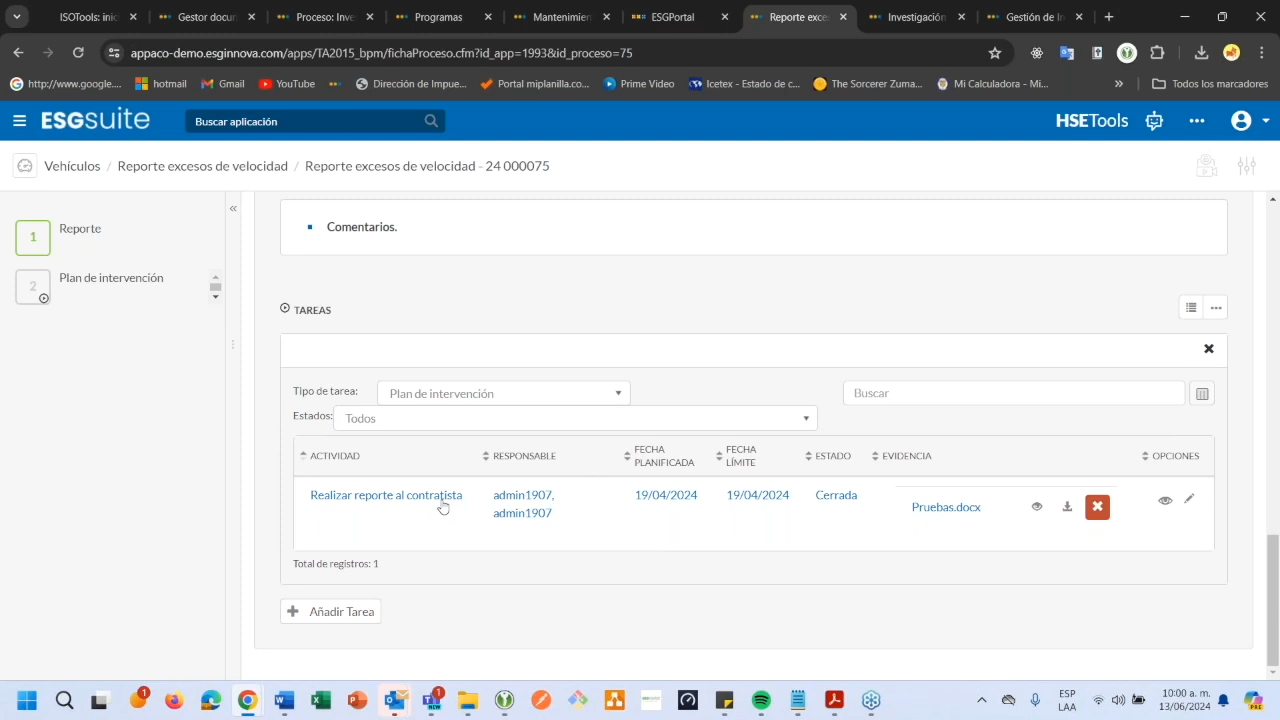 ISOTools: inic
Gestor docum
Proceso: Inve
Programas
Mantenimien
ESGPortal
Reporte exces
Investigación
Gestión de In
appaco-demo.esginnova.com/apps/TA2015_bpm/fichaProceso.cfm?id_app=1993&id_proceso=75
http://www.google....
hotmail
Gmail
YouTube
Dirección de Impue...
Portal miplanilla.co...
Prime Video
Icetex - Estado de c...
The Sorcerer Zuma...
Mi Calculadora - Mi...
» Todos los marcadores
ESGsuite
Buscar aplicación
HSETools
Vehículos / Reporte excesos de velocidad / Reporte excesos de velocidad - 24 000075
1 Reporte
2 Plan de intervención
«
Comentarios.
TAREAS
Tipo de tarea: Plan de intervención
Buscar
Estados: Todos
ACTIVIDAD RESPONSABLE FECHA PLANIFICADA FECHA LÍMITE ESTADO EVIDENCIA OPCIONES
Realizar reporte al contratista admin1907, 19/04/2024 19/04/2024 Cerrada Pruebas.docx
admin1907
Total de registros: 1
+ Añadir Tarea
1
1
ESP
LAA
10:00 a. m.
13/06/2024